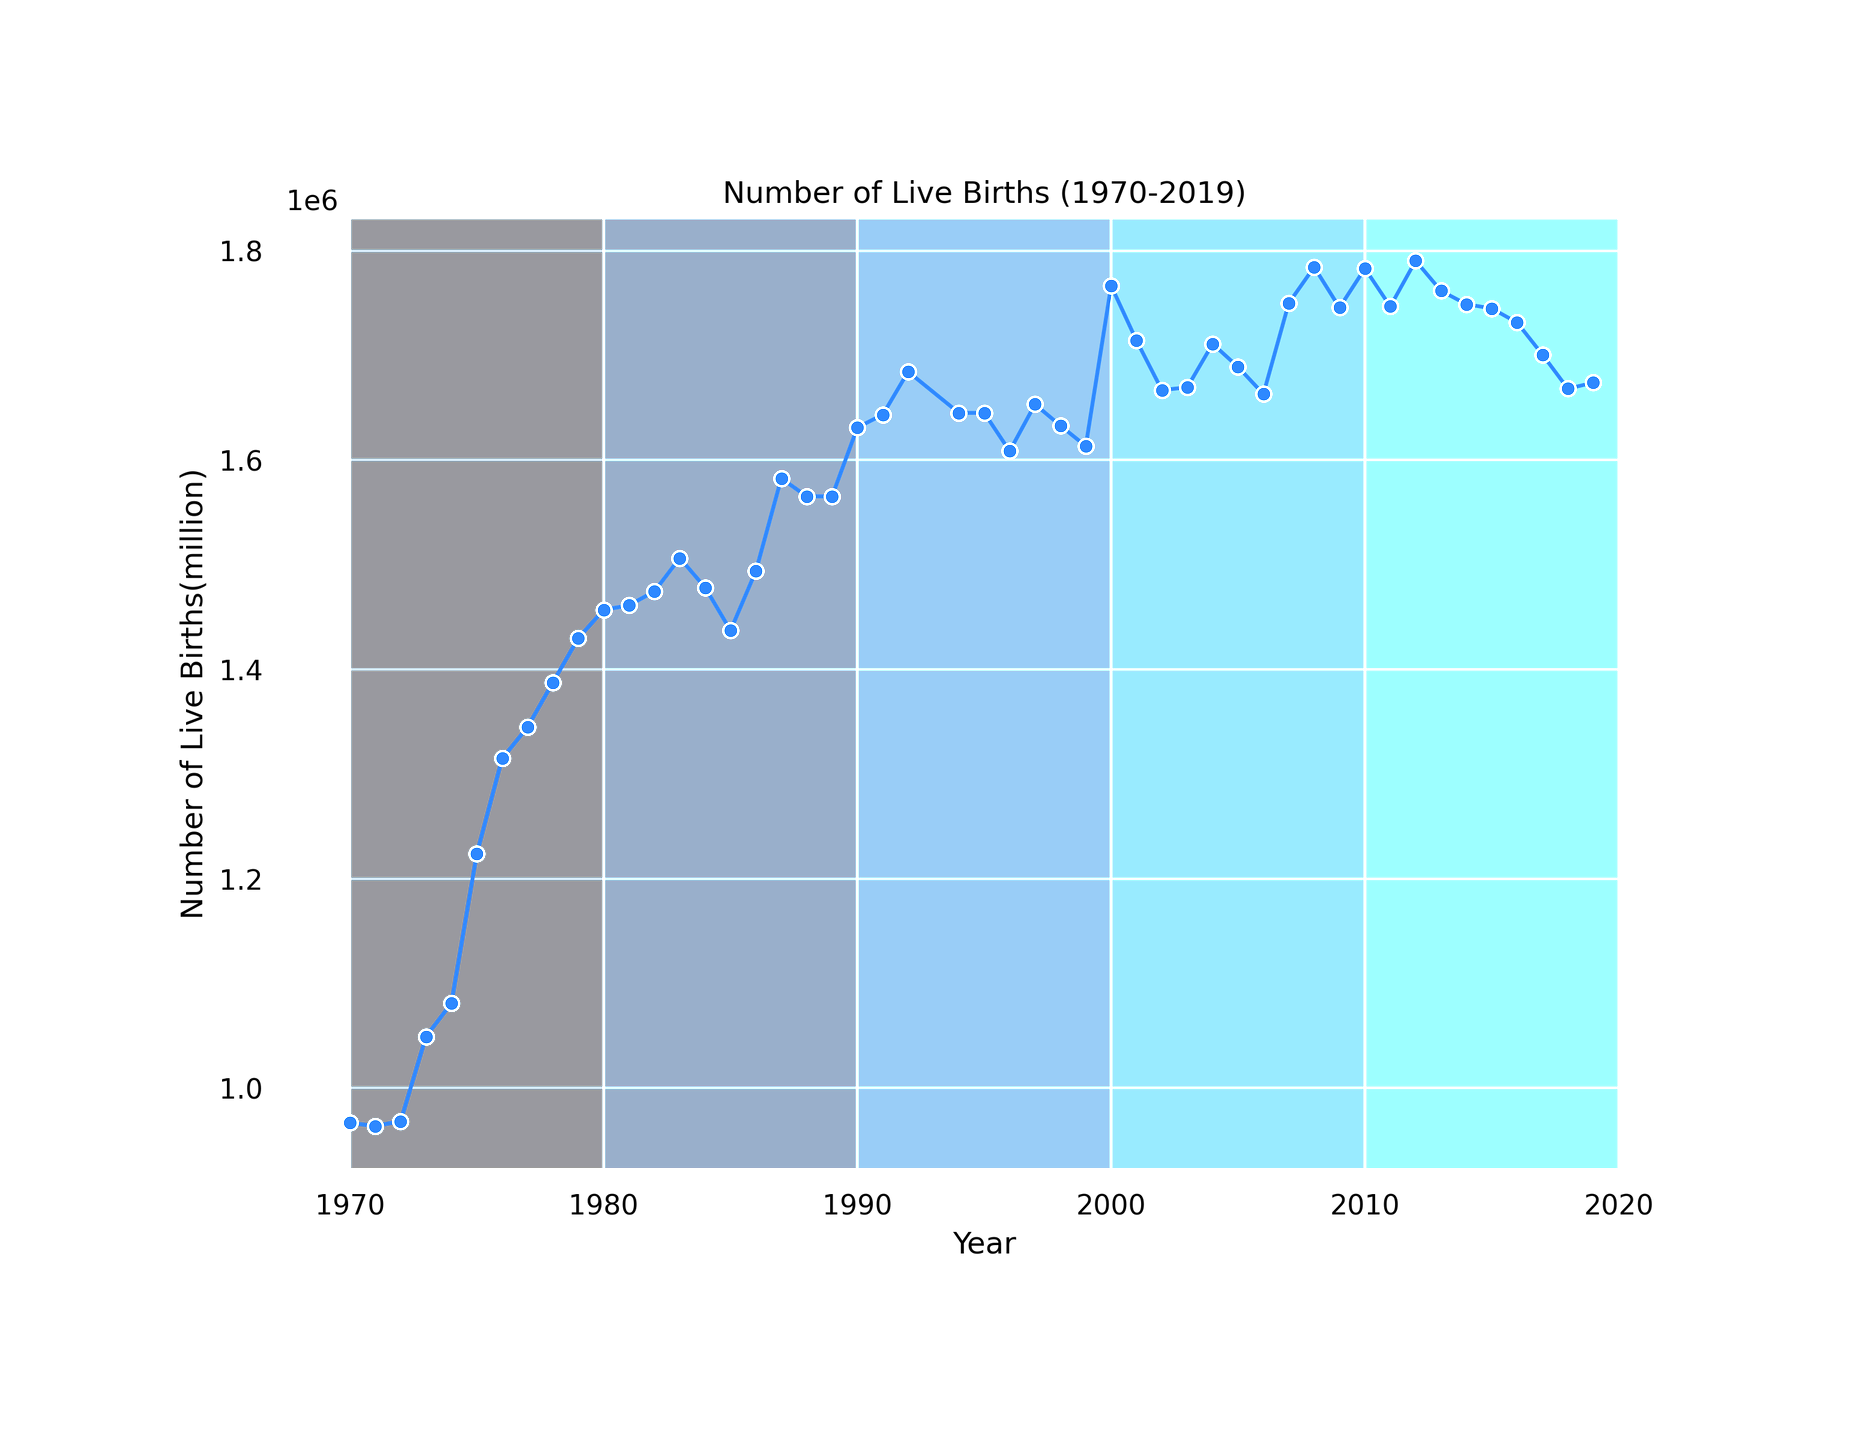 Number of Live Births (1970-2019)
1e6
1.8
1.6
1.4
1.2
1.0
Number of Live Births(million)
1970 1980 1990 2000 2010 2020
Year